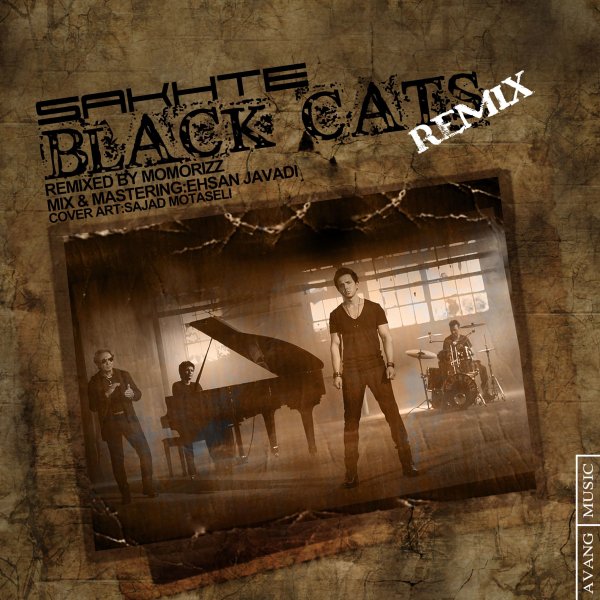 SAKHTE
BLACK CATS
REMIX
REMIXED BY MOMORIZZ
MIX & MASTERING:EHSAN JAVADI
COVER ART:SAJAD MOTASELI
AVANG MUSIC